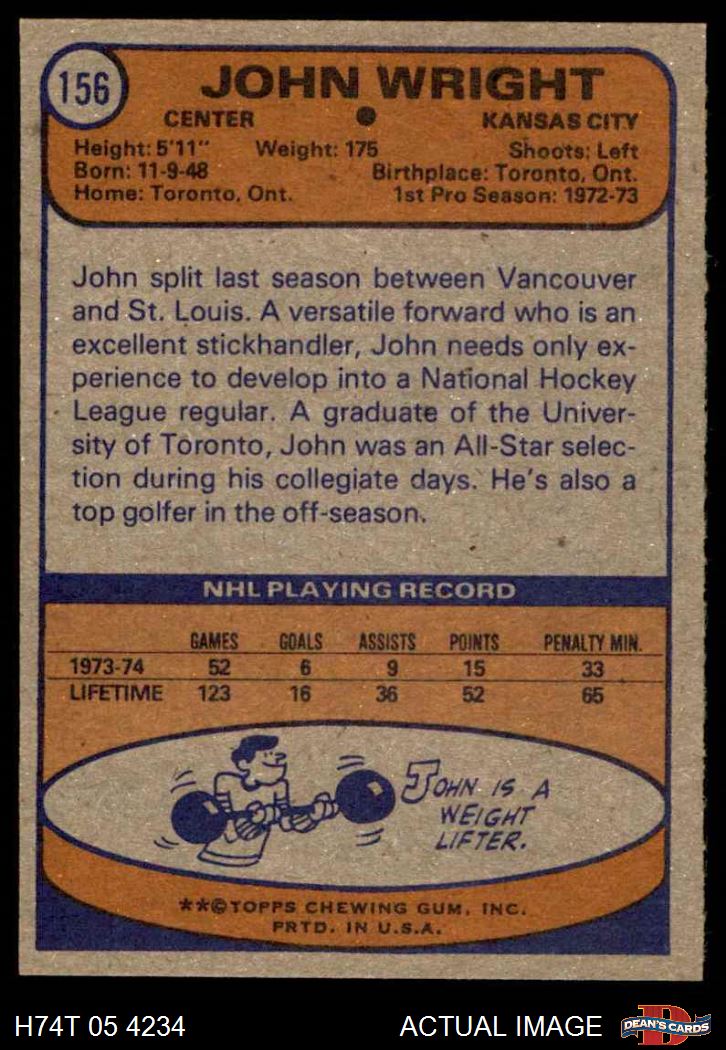 156
JOHN WRIGHT
CENTER ● KANSAS CITY
Height: 5'11" Weight: 175 Shoots: Left
Born: 11-9-48 Birthplace: Toronto, Ont.
Home: Toronto, Ont. 1st Pro Season: 1972-73
John split last season between Vancouver
and St. Louis. A versatile forward who is an
excellent stickhandler, John needs only ex-
perience to develop into a National Hockey
League regular. A graduate of the Univer-
sity of Toronto, John was an All-Star selec-
tion during his collegiate days. He's also a
top golfer in the off-season.
NHL PLAYING RECORD
GAMES GOALS ASSISTS POINTS PENALTY MIN.
1973-74 52 6 9 15 33
LIFETIME 123 16 36 52 65
JOHN IS A
WEIGHT
LIFTER.
**©TOPPS CHEWING GUM, INC.
PRTD. IN U.S.A.
H74T 05 4234 ACTUAL IMAGE
D
DEAN'S CARDS